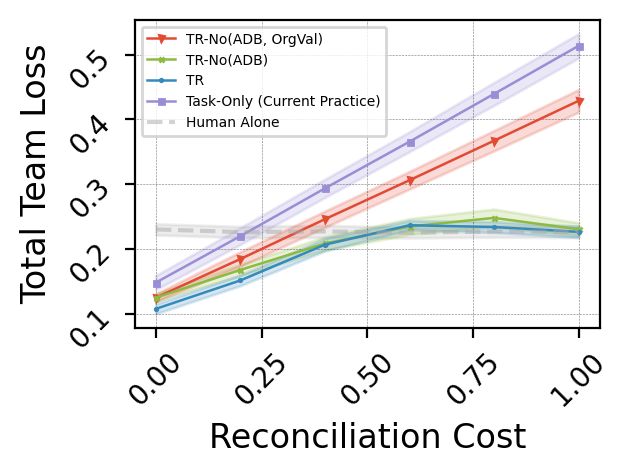 TR-No(ADB, OrgVal)
TR-No(ADB)
TR
Task-Only (Current Practice)
Human Alone
Total Team Loss
0.5
0.4
0.3
0.2
0.1
0.00
0.25
0.50
0.75
1.00
Reconciliation Cost